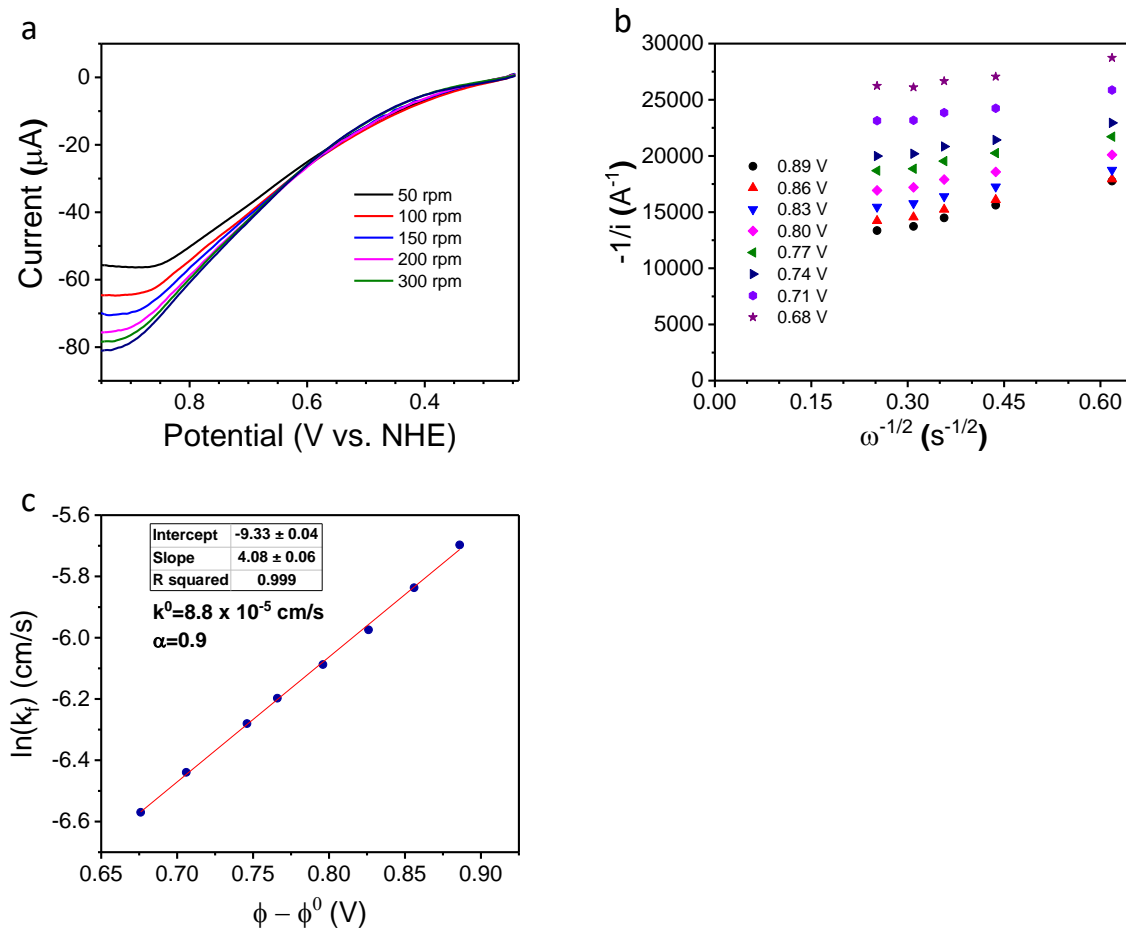 a
0
-20
-40
-60
-80
Current (μA)
50 rpm
100 rpm
150 rpm
200 rpm
300 rpm
0.8 0.6 0.4
Potential (V vs. NHE)
b
30000
25000
20000
15000
10000
5000
0
-1/i (A⁻¹)
0.89 V
0.86 V
0.83 V
0.80 V
0.77 V
0.74 V
0.71 V
0.68 V
0.00 0.15 0.30 0.45 0.60
ω⁻¹/² (s⁻¹/²)
c
-5.6
-5.8
-6.0
-6.2
-6.4
-6.6
ln(k_f) (cm/s)
Intercept -9.33 ± 0.04
Slope 4.08 ± 0.06
R squared 0.999
k⁰=8.8 x 10⁻⁵ cm/s
α=0.9
0.65 0.70 0.75 0.80 0.85 0.90
ϕ – ϕ⁰ (V)